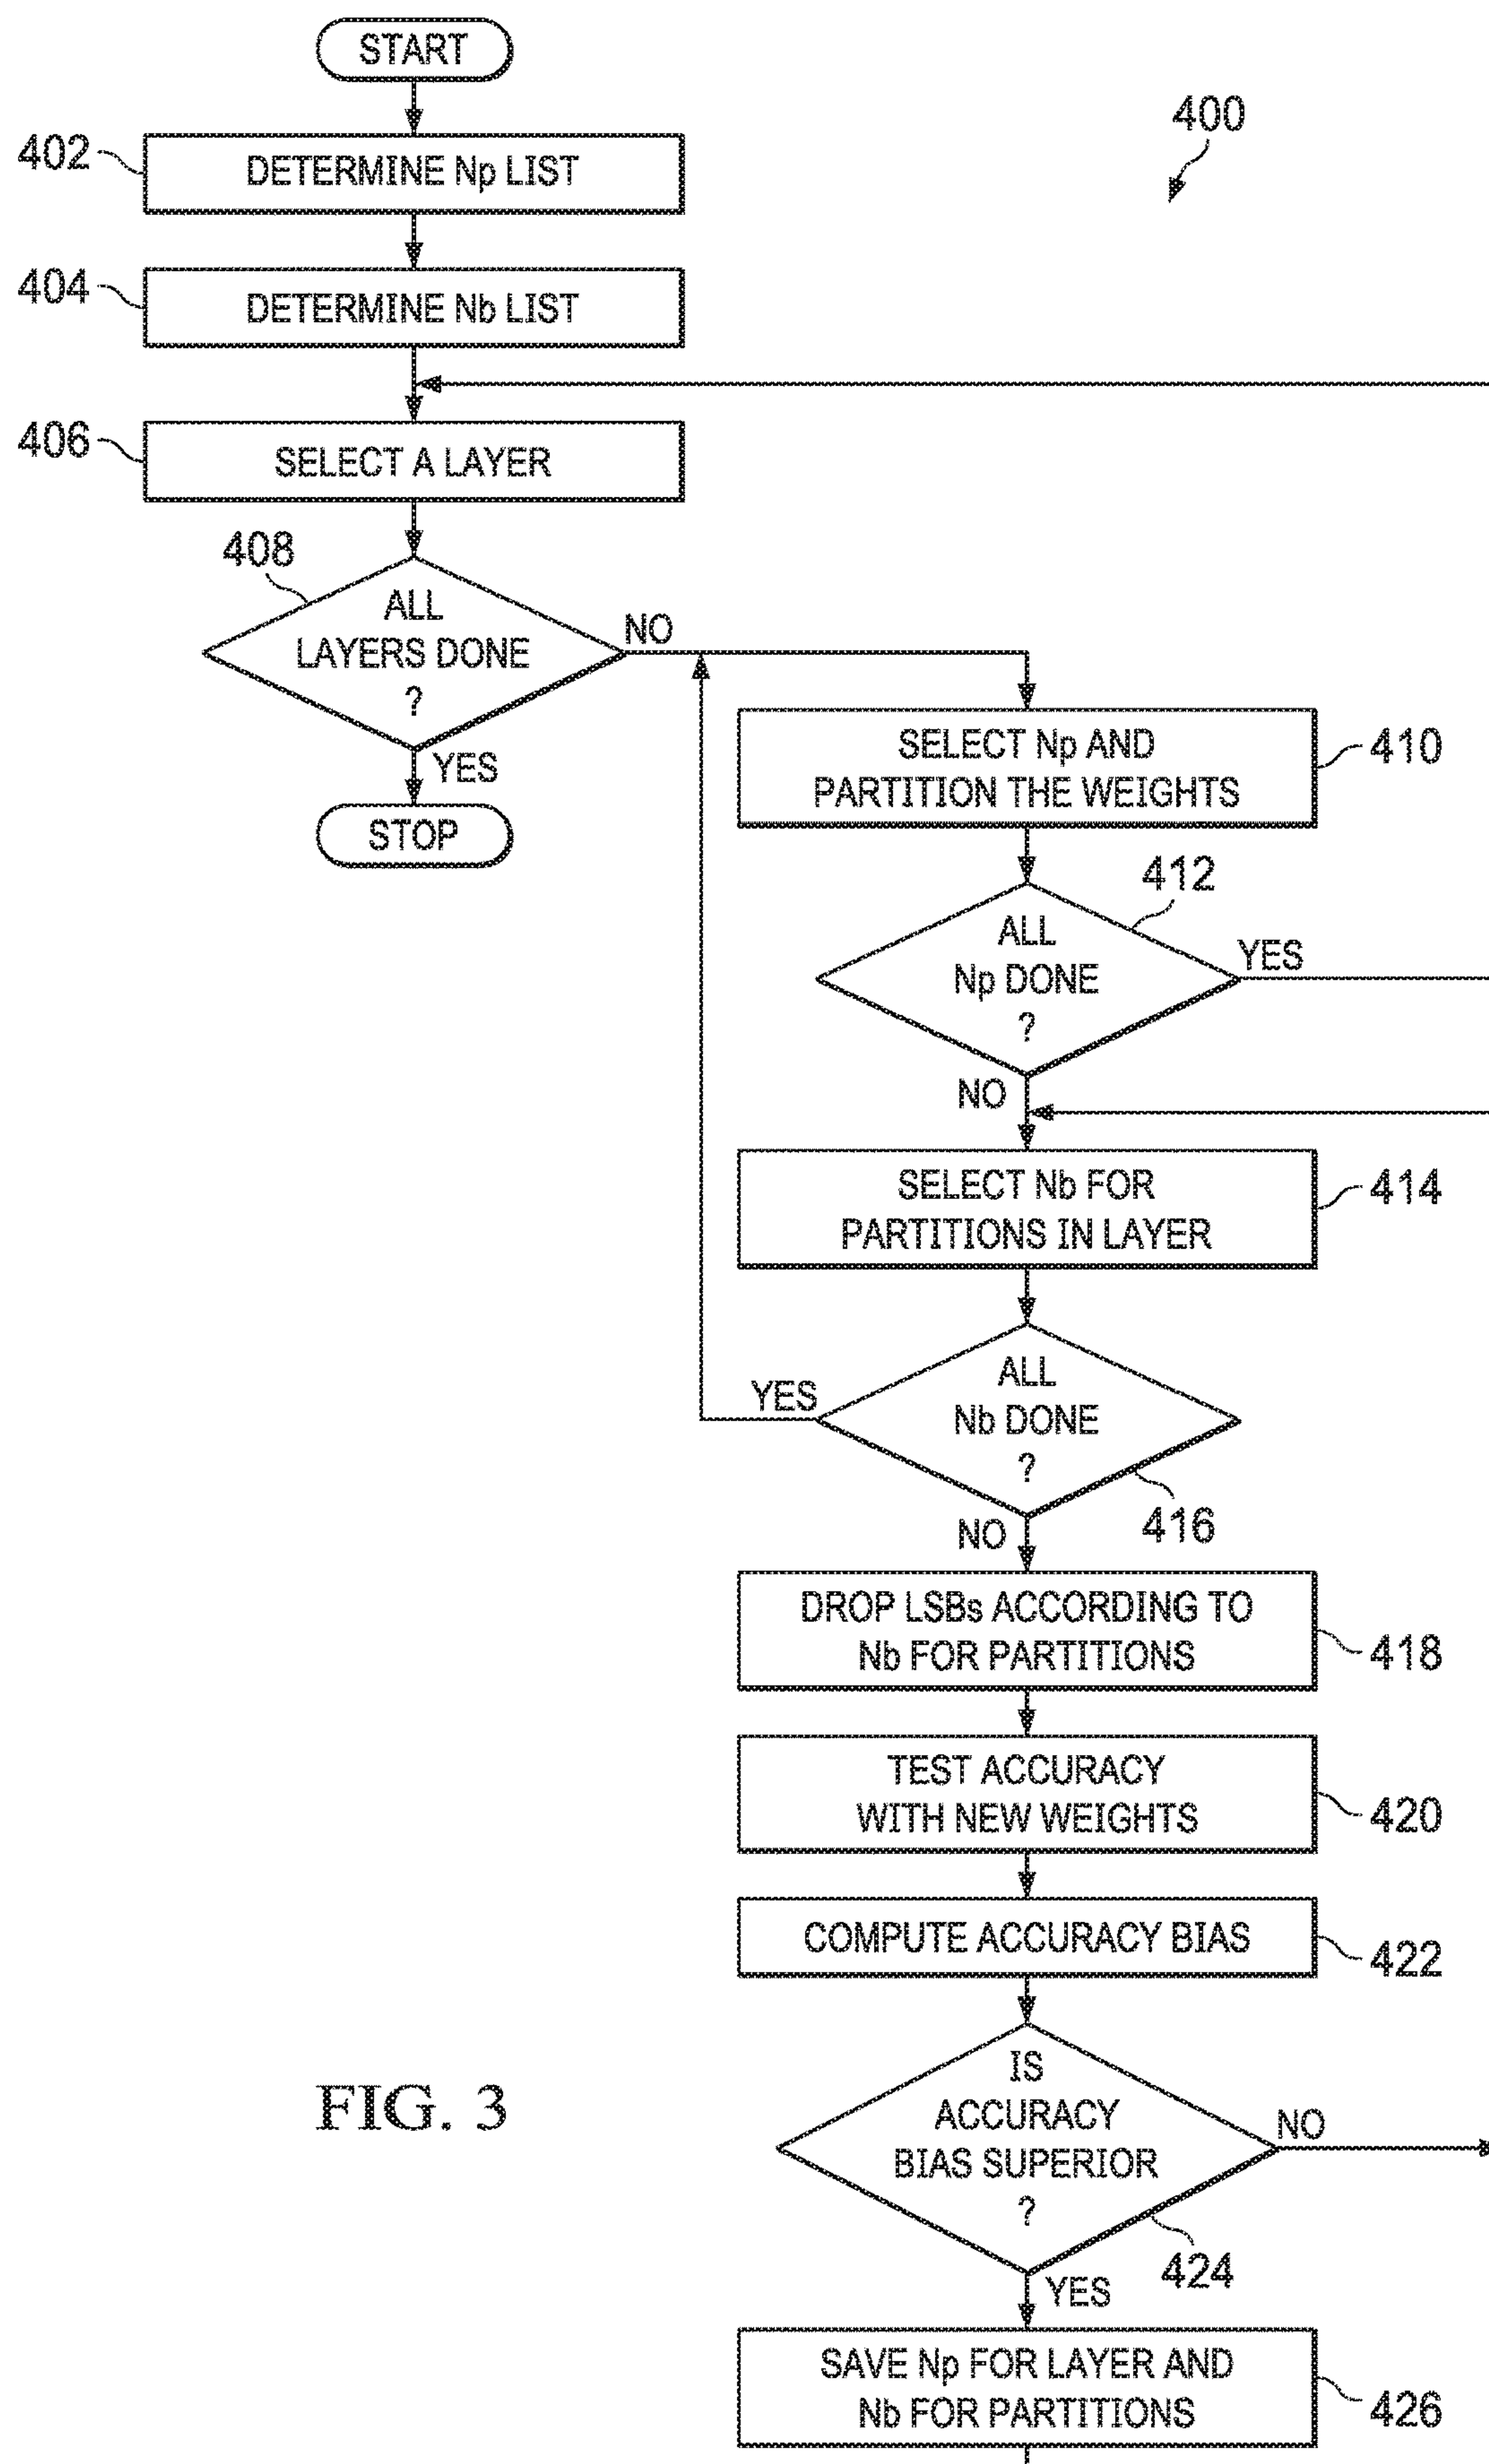 START
400
402
DETERMINE Np LIST
404
DETERMINE Nb LIST
406
SELECT A LAYER
408
ALL
LAYERS DONE
?
NO
YES
STOP
SELECT Np AND
PARTITION THE WEIGHTS
410
412
ALL
Np DONE
?
YES
NO
SELECT Nb FOR
PARTITIONS IN LAYER
414
ALL
Nb DONE
?
YES
416
NO
DROP LSBs ACCORDING TO
Nb FOR PARTITIONS
418
TEST ACCURACY
WITH NEW WEIGHTS
420
COMPUTE ACCURACY BIAS
422
IS
ACCURACY
BIAS SUPERIOR
?
NO
424
YES
SAVE Np FOR LAYER AND
Nb FOR PARTITIONS
426
FIG. 3